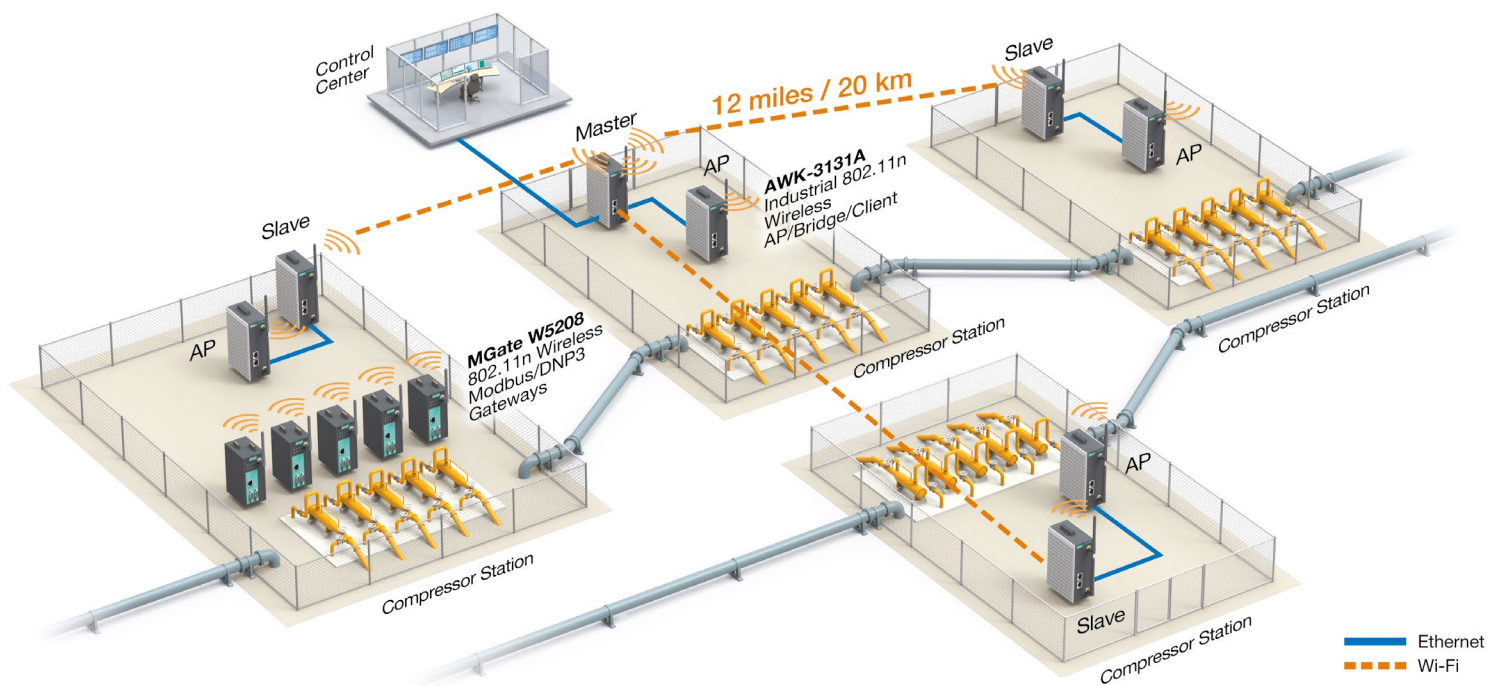 Control
Center
Master
12 miles / 20 km
Slave
AP
AP
AWK-3131A
Industrial 802.11n
Wireless
AP/Bridge/Client
Slave
AP
MGate W5208
802.11n Wireless
Modbus/DNP3
Gateways
Compressor Station
Compressor Station
Compressor Station
AP
Slave
Compressor Station
Ethernet
Wi-Fi